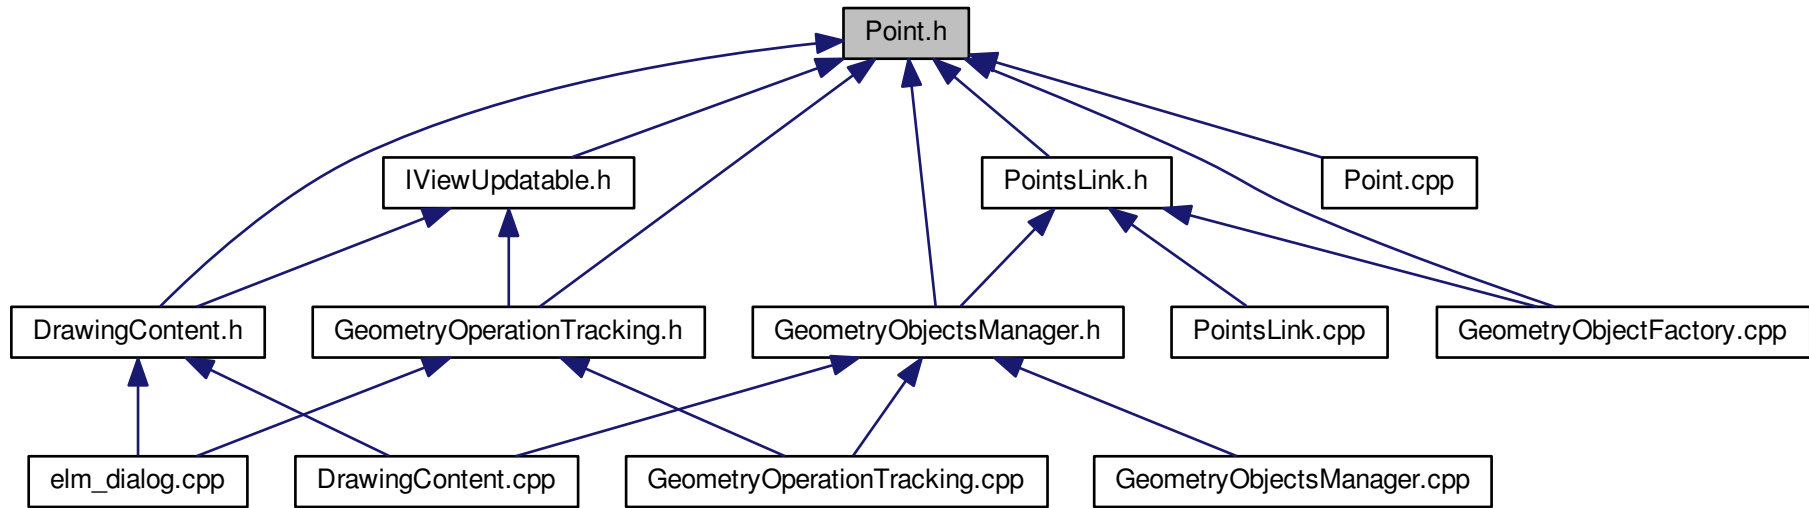 Point.h
IViewUpdatable.h
PointsLink.h
Point.cpp
DrawingContent.h
GeometryOperationTracking.h
GeometryObjectsManager.h
PointsLink.cpp
GeometryObjectFactory.cpp
elm_dialog.cpp
DrawingContent.cpp
GeometryOperationTracking.cpp
GeometryObjectsManager.cpp